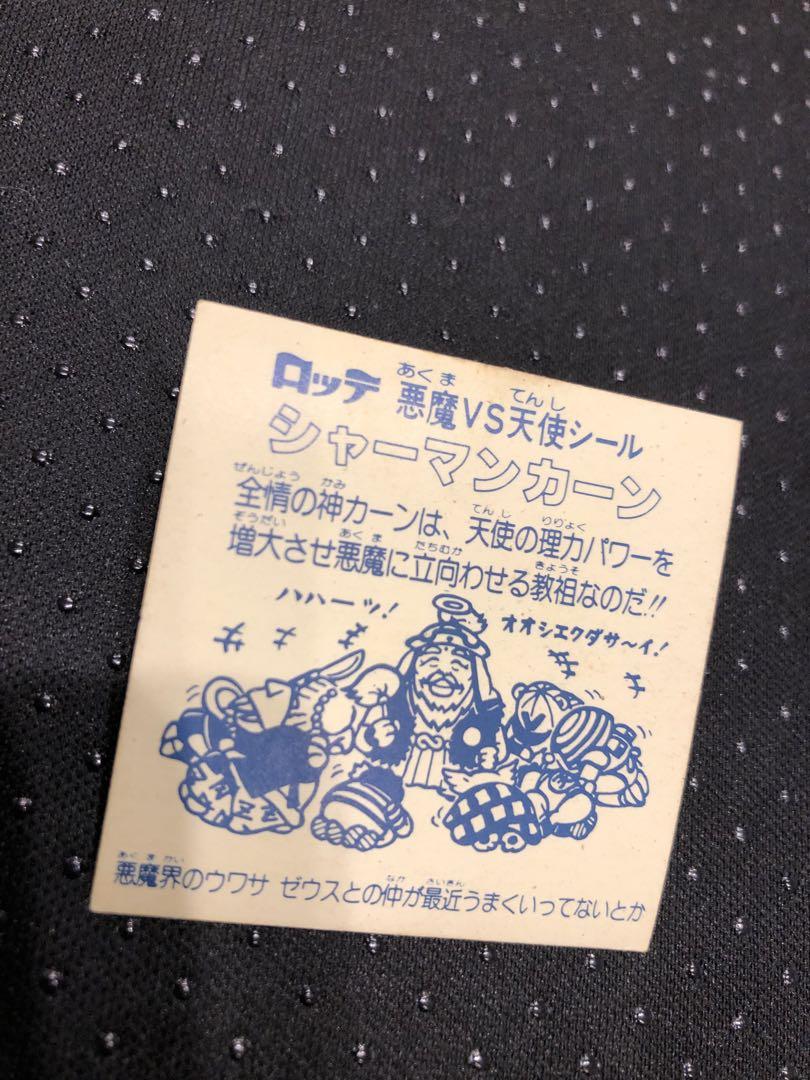 ロッテ 悪魔VS天使シール
あくま てんし
シャーマンカーン
ぜんじょう かみ てんし りりょく
全情の神カーンは、天使の理力パワーを
ぞうだい あくま たちむか きょうそ
増大させ悪魔に立向わせる教祖なのだ!!
ハハーッ!
オオシエクダサ〜イ!
あくまかい なか さいきん
悪魔界のウワサ ゼウスとの仲が最近うまくいってないとか